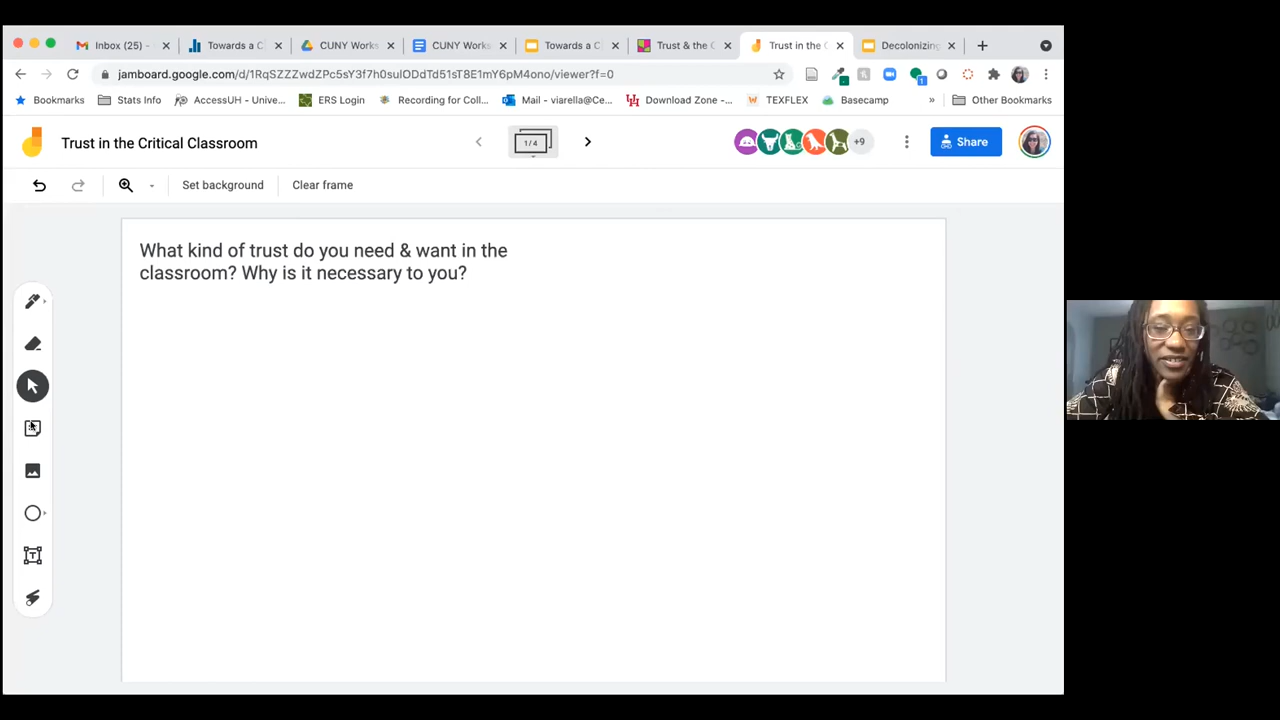 Inbox (25) -
Towards a C
CUNY Works
CUNY Works
Towards a C
Trust & the C
Trust in the C
Decolonizing
jamboard.google.com/d/1RqSZZZwdZPc5sY3f7h0sulODdTd51sT8E1mY6pM4ono/viewer?f=0
1
Bookmarks
Stats Info
AccessUH - Unive...
ERS Login
Recording for Coll...
Mail - viarella@Ce...
Download Zone -...
TEXFLEX
Basecamp
»
Other Bookmarks
Trust in the Critical Classroom
1/4
+9
Share
Set background
Clear frame
What kind of trust do you need & want in the
classroom? Why is it necessary to you?